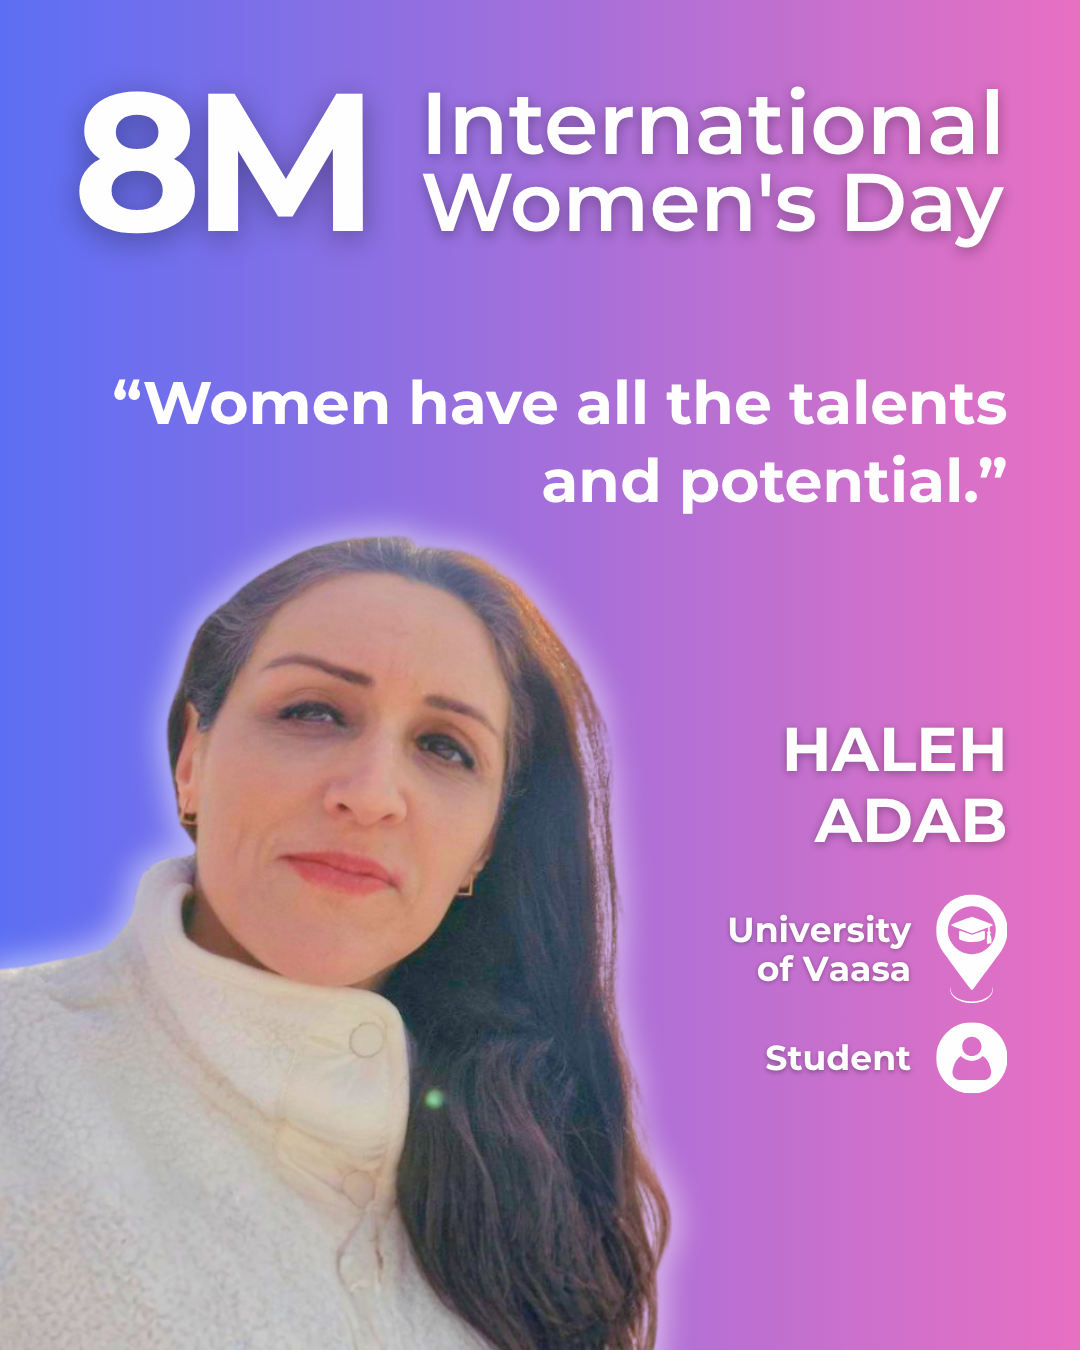 8M
International
Women's Day
“Women have all the talents
and potential.”
HALEH
ADAB
University
of Vaasa
Student